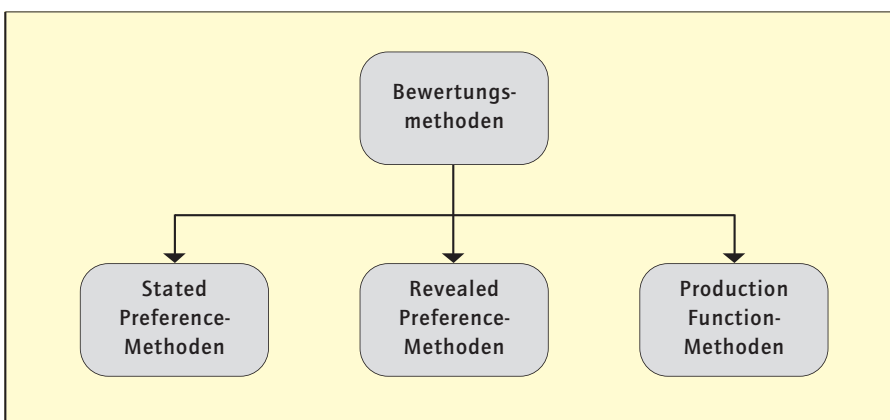 Bewertungs-
methoden
Stated
Preference-
Methoden
Revealed
Preference-
Methoden
Production
Function-
Methoden